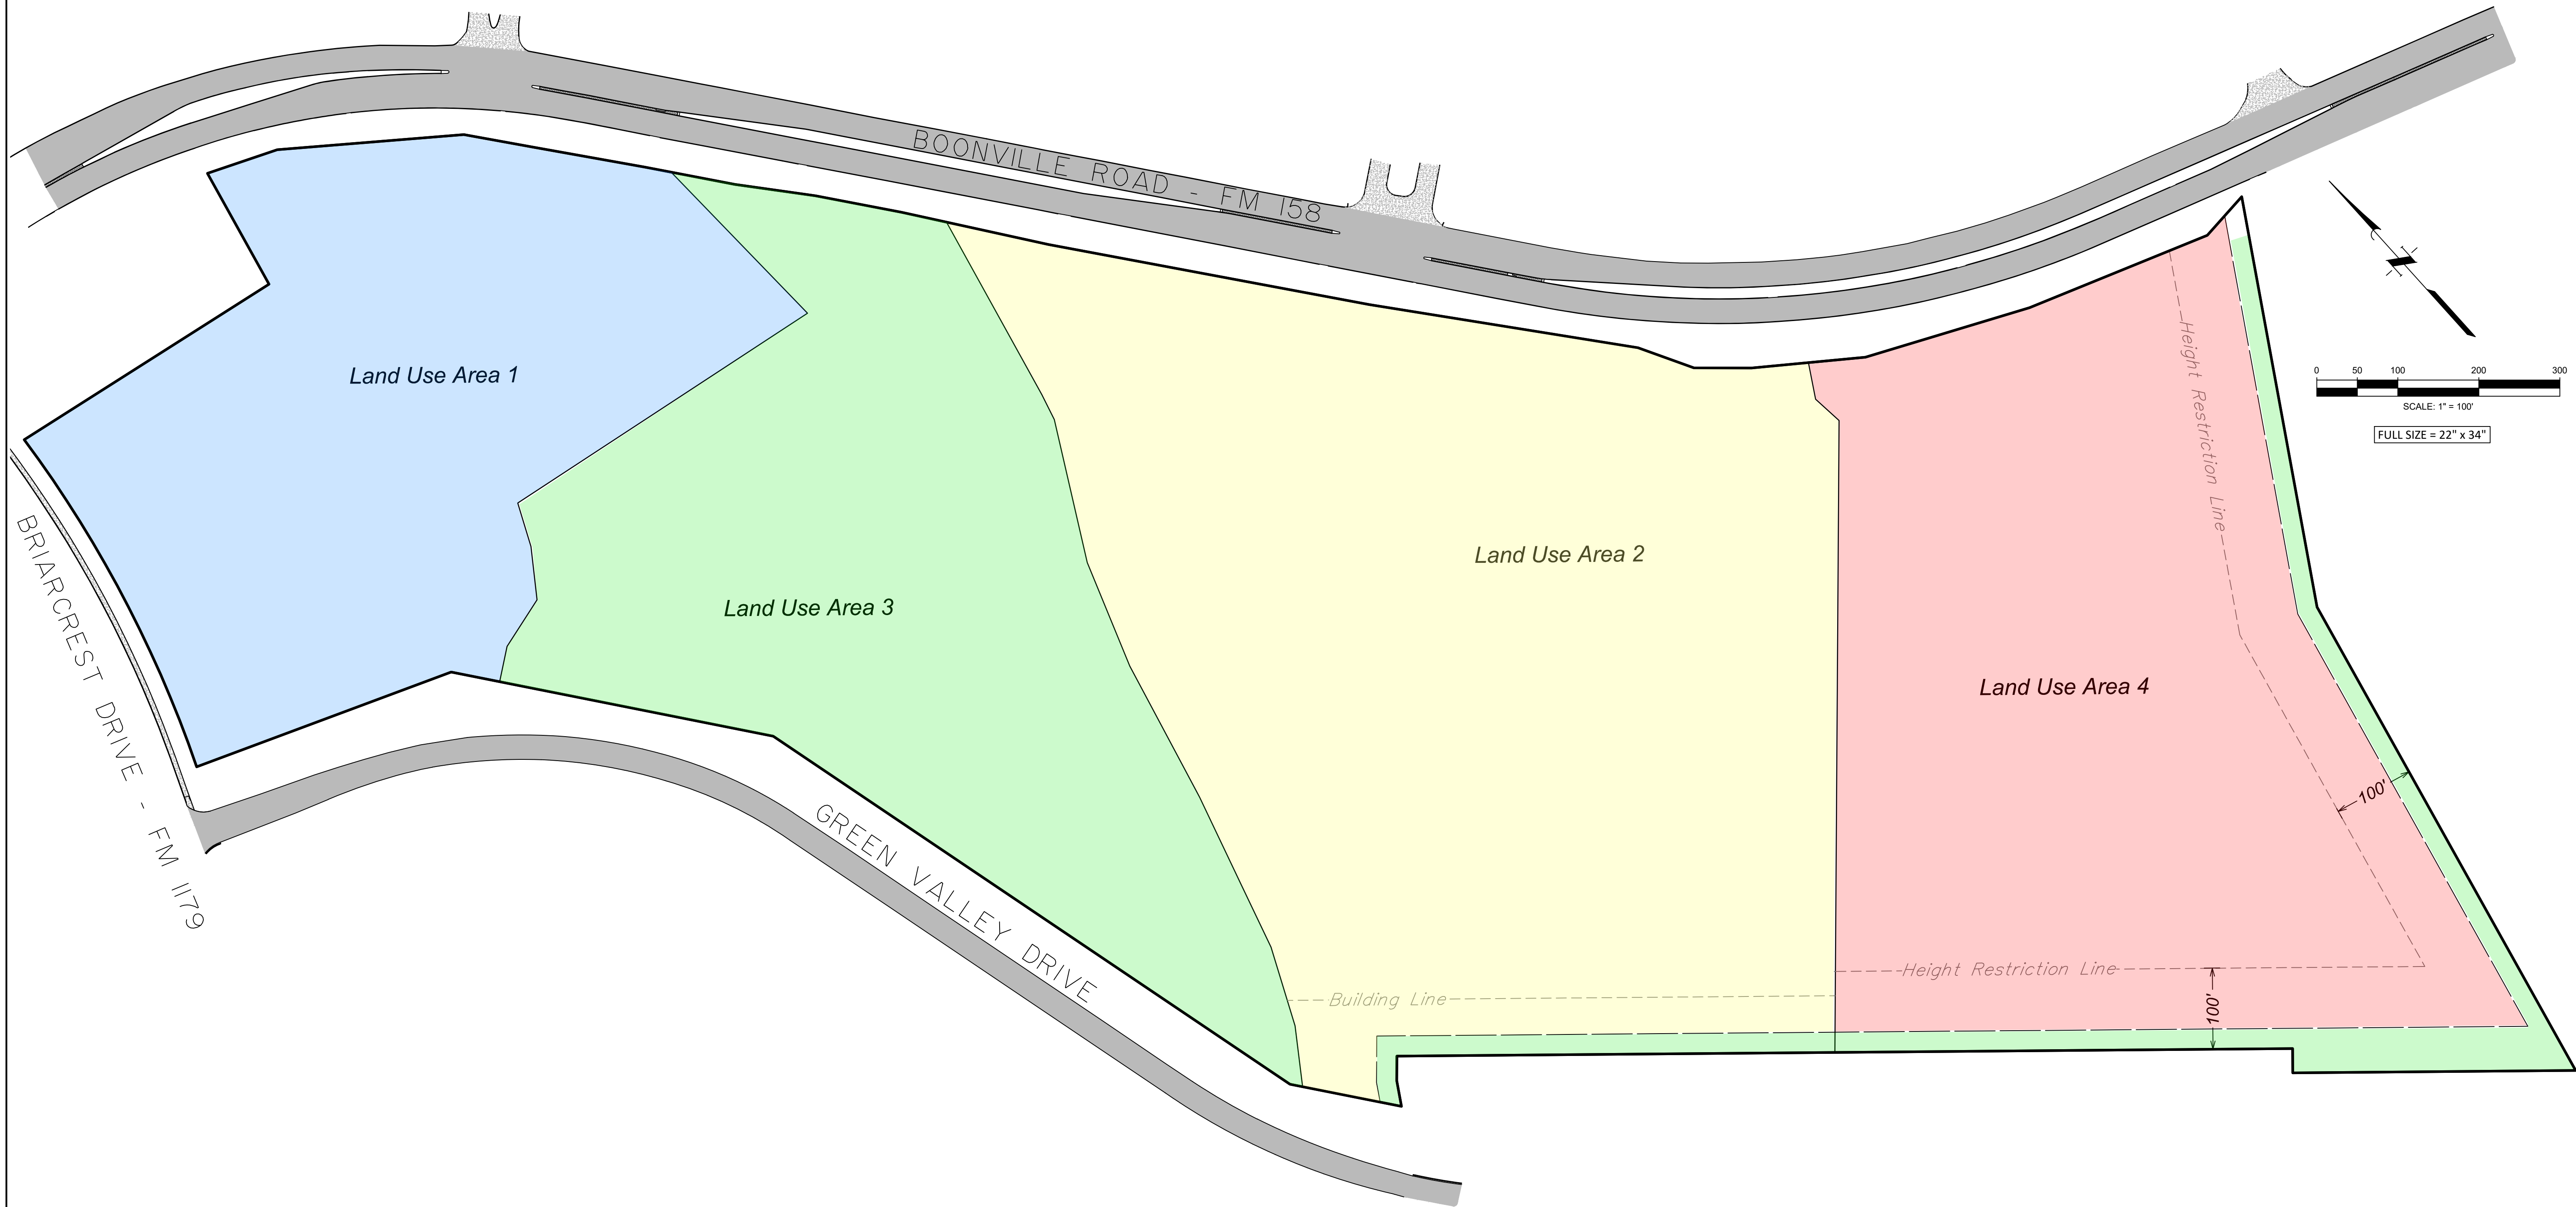 BOONVILLE ROAD - FM 158
Land Use Area 1
Height Restriction Line
0 50 100 200 300
SCALE: 1" = 100'
FULL SIZE = 22" x 34"
Land Use Area 2
Land Use Area 3
BRIARCREST DRIVE - FM 1179
Land Use Area 4
100'
GREEN VALLEY DRIVE
Height Restriction Line
Building Line
100'